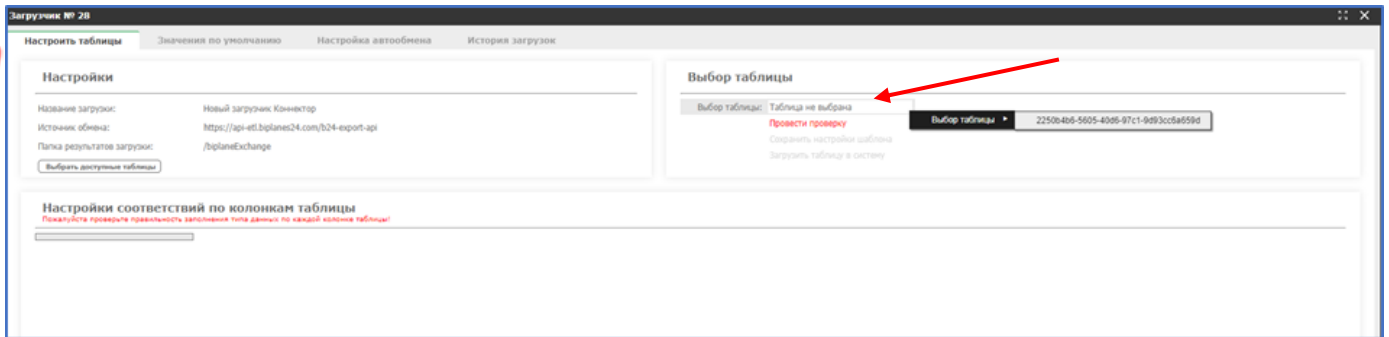 Загрузчик № 28
Настроить таблицы Значения по умолчанию Настройка автообмена История загрузок
Настройки
Название загрузки: Новый загрузчик Коннектор
Источник обмена: https://api-etl.biplanes24.com/b24-export-api
Папка результатов загрузки: /biplaneExchange
Выбрать доступные таблицы
Выбор таблицы
Выбор таблицы: Таблица не выбрана
Провести проверку
Сохранить настройки шаблона
Загрузить таблицу в систему
Выбор таблицы 2250b4b6-5605-40d6-97c1-9d93cc6a659d
Настройки соответствий по колонкам таблицы
Пожалуйста проверьте правильность заполнения типа данных по каждой колонке таблицы!